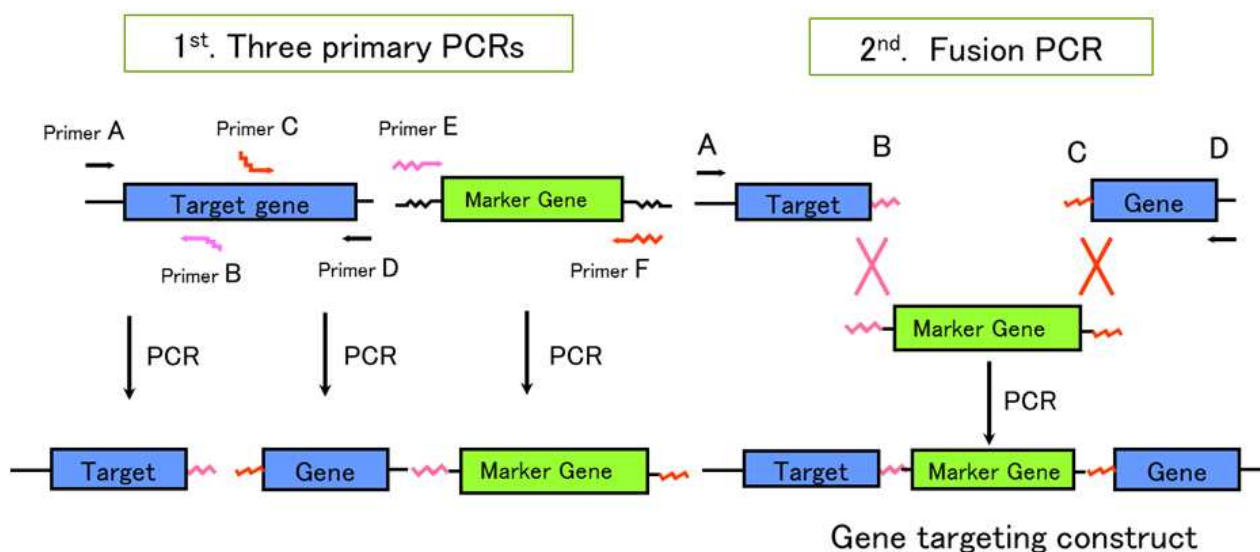 1st. Three primary PCRs
2nd. Fusion PCR
Primer A
Primer C
Primer E
Target gene
Marker Gene
Primer B
Primer D
Primer F
PCR
PCR
PCR
Target
Gene
Marker Gene
A
B
C
D
Target
Gene
Marker Gene
PCR
Target
Marker Gene
Gene
Gene targeting construct